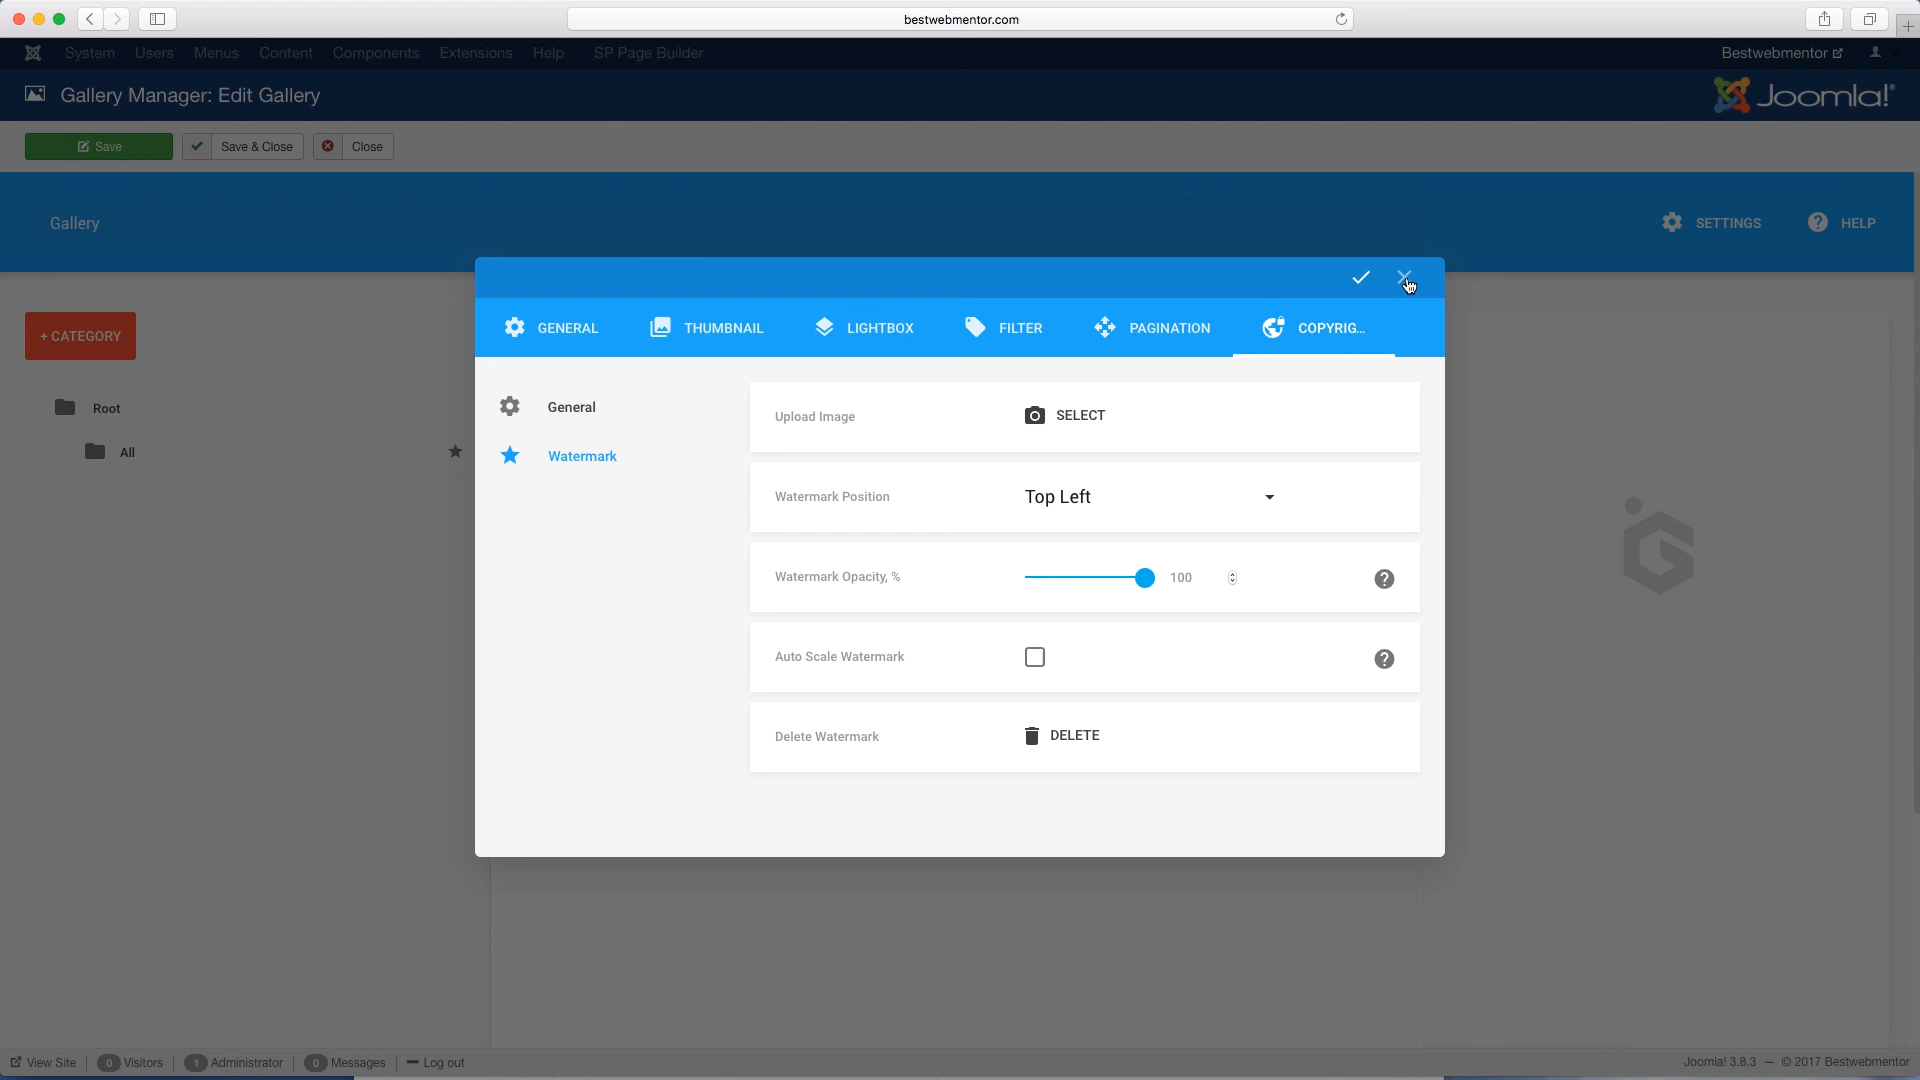 bestwebmentor.com
System Users Menus Content Components Extensions Help SP Page Builder Bestwebmentor
Gallery Manager: Edit Gallery Joomla!®
Save Save & Close Close
Gallery SETTINGS HELP
+ CATEGORY
GENERAL THUMBNAIL LIGHTBOX FILTER PAGINATION COPYRIG...
Root
All
General
Watermark
Upload Image SELECT
Watermark Position Top Left
Watermark Opacity, % 100
Auto Scale Watermark
Delete Watermark DELETE
View Site 0 Visitors 1 Administrator 0 Messages Log out Joomla! 3.8.3 — © 2017 Bestwebmentor